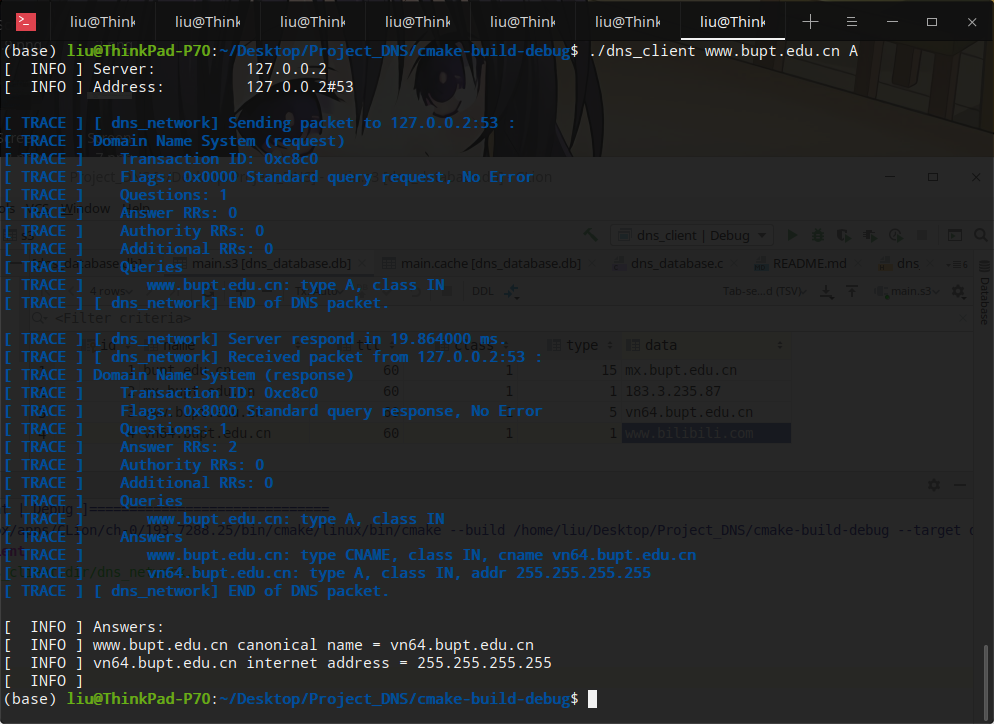 liu@Think liu@Think liu@Think liu@Think liu@Think liu@Think liu@Think
(base) liu@ThinkPad-P70:~/Desktop/Project_DNS/cmake-build-debug$ ./dns_client www.bupt.edu.cn A
[ INFO ] Server: 127.0.0.2
[ INFO ] Address: 127.0.0.2#53
[ TRACE ] [ dns_network] Sending packet to 127.0.0.2:53 :
[ TRACE ] Domain Name System (request)
[ TRACE ] Transaction ID: 0xc8c0
[ TRACE ] Flags: 0x0000 Standard query request, No Error
[ TRACE ] Questions: 1
[ TRACE ] Answer RRs: 0
Window Help
[ TRACE ] Authority RRs: 0
dns_client | Debug
[ TRACE ] Additional RRs: 0
[ TRACE ] Queries
main.s3 [dns_database.db] main.cache [dns_database.db] dns_database.c README.md dns
[ TRACE ] www.bupt.edu.cn: type A, class IN
4 rows DDL Tab-se...d (TSV) main.s3 Database
[ TRACE ] [ dns_network] END of DNS packet.
<Filter criteria>
[ TRACE ] [ dns_network] Server respond in 19.864000 ms.
type data
[ TRACE ] [ dns_network] Received packet from 127.0.0.2:53 :
60 1 15 mx.bupt.edu.cn
[ TRACE ] Domain Name System (response)
[ TRACE ] Transaction ID: 0xc8c0
60 1 1 183.3.235.87
[ TRACE ] Flags: 0x8000 Standard query response, No Error
5 vn64.bupt.edu.cn
[ TRACE ] Questions: 1
4 vn64.bupt.edu.cn 60 1 1 www.bilibili.com
[ TRACE ] Answer RRs: 2
[ TRACE ] Authority RRs: 0
[ TRACE ] Additional RRs: 0
[ TRACE ] Queries
| Debug ]==============================
[ TRACE ] www.bupt.edu.cn: type A, class IN
/bin/cmake/linux/bin/cmake --build /home/liu/Desktop/Project_DNS/cmake-build-debug --target
[ TRACE ] Answers
[ TRACE ] www.bupt.edu.cn: type CNAME, class IN, cname vn64.bupt.edu.cn
[ TRACE ] vn64.bupt.edu.cn: type A, class IN, addr 255.255.255.255
[ TRACE ] [ dns_network] END of DNS packet.
[ INFO ] Answers:
[ INFO ] www.bupt.edu.cn canonical name = vn64.bupt.edu.cn
[ INFO ] vn64.bupt.edu.cn internet address = 255.255.255.255
[ INFO ]
(base) liu@ThinkPad-P70:~/Desktop/Project_DNS/cmake-build-debug$